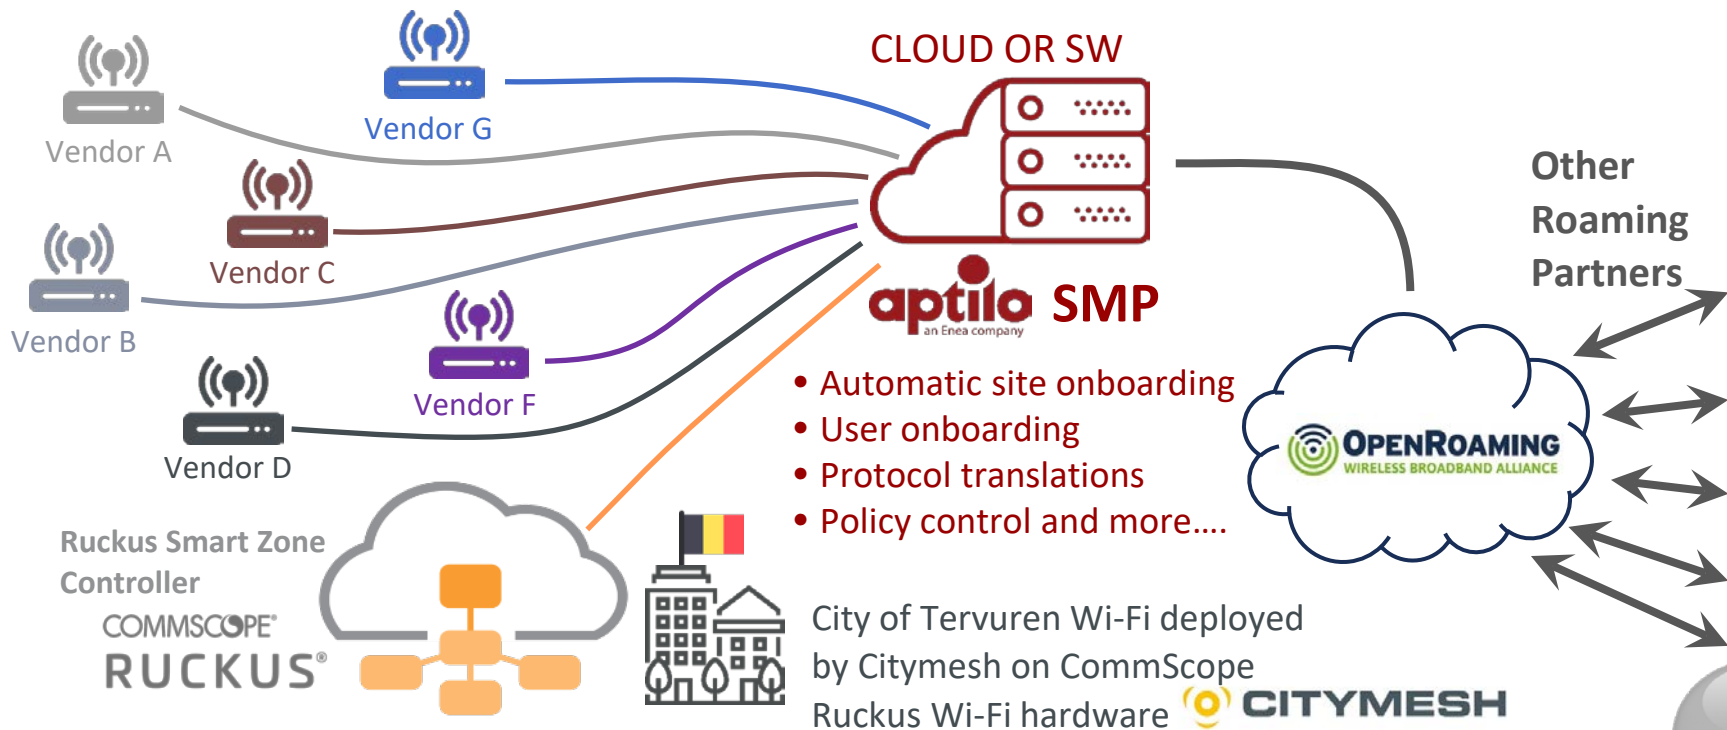 CLOUD OR SW
Vendor G
Vendor A
Vendor C
Vendor B
Vendor F
Vendor D
aptilo
an Enea company
SMP
• Automatic site onboarding
• User onboarding
• Protocol translations
• Policy control and more....
Other
Roaming
Partners
OPENROAMING
WIRELESS BROADBAND ALLIANCE
Ruckus Smart Zone
Controller
COMMSCOPE®
RUCKUS®
City of Tervuren Wi-Fi deployed
by Citymesh on CommScope
Ruckus Wi-Fi hardware
CITYMESH